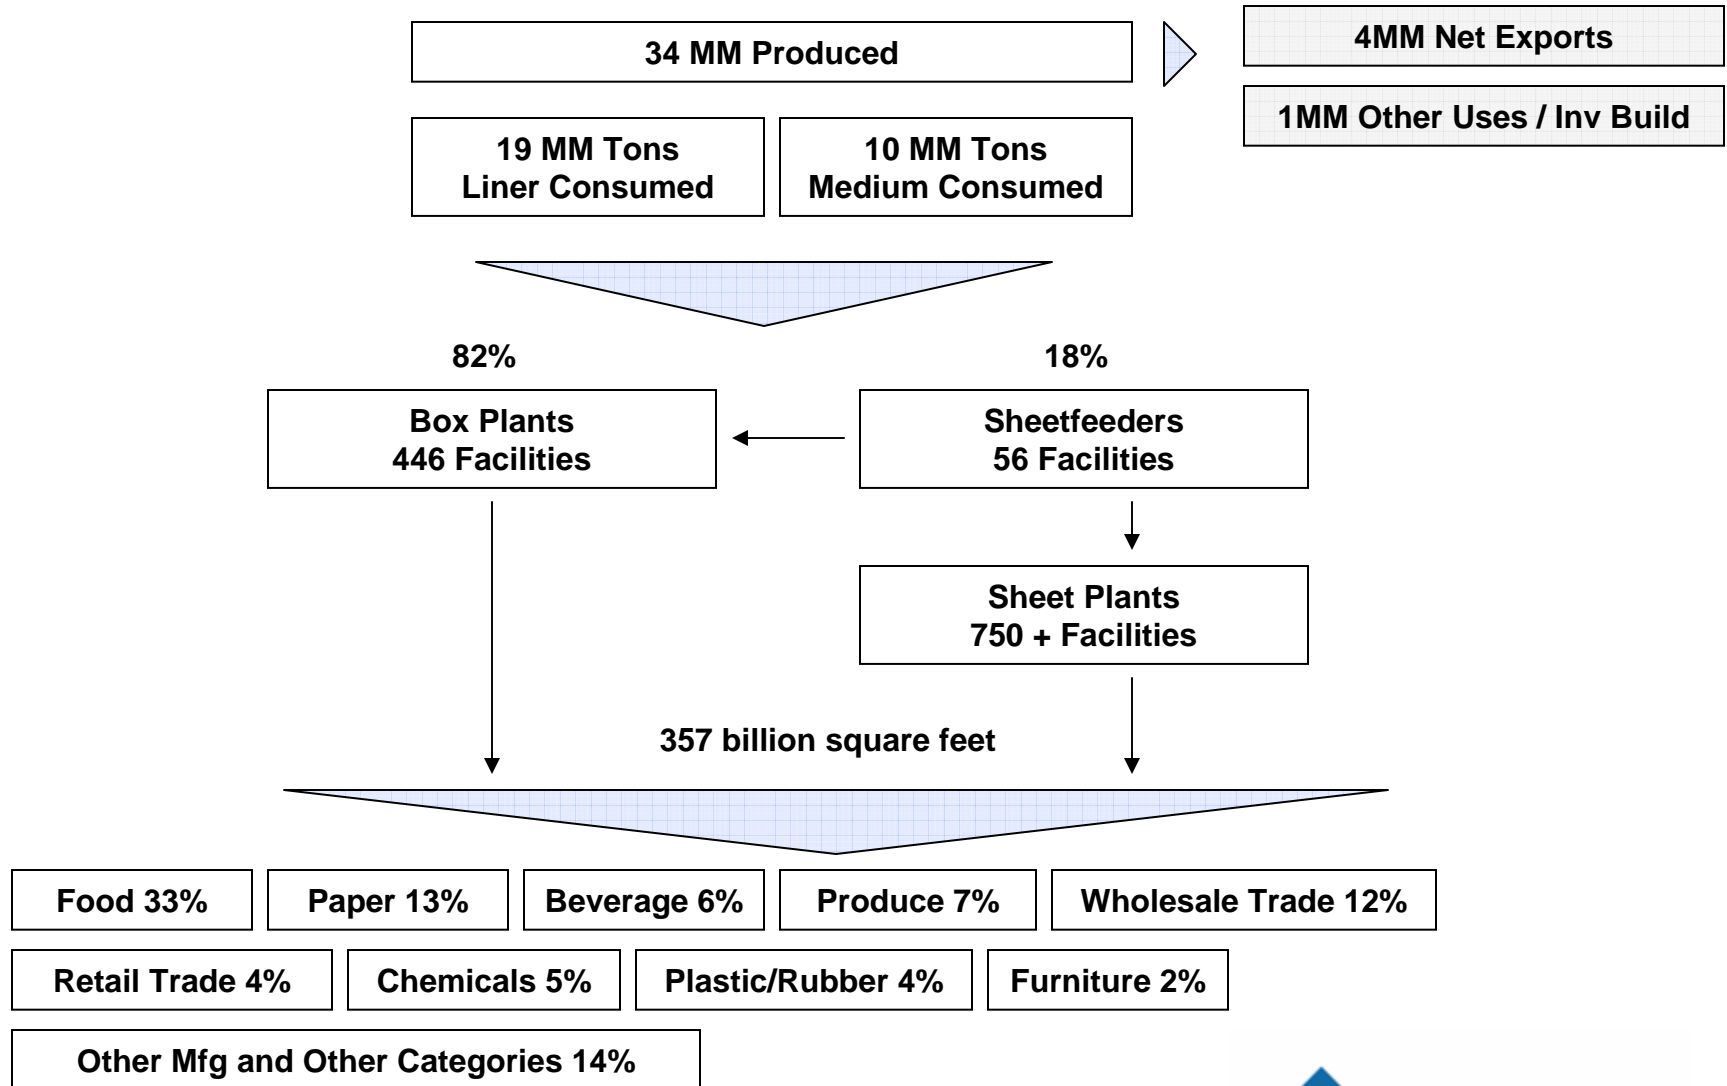 34 MM Produced
4MM Net Exports
1MM Other Uses / Inv Build
19 MM Tons
Liner Consumed
10 MM Tons
Medium Consumed
82%
18%
Box Plants
446 Facilities
Sheetfeeders
56 Facilities
Sheet Plants
750 + Facilities
357 billion square feet
Food 33%
Paper 13%
Beverage 6%
Produce 7%
Wholesale Trade 12%
Retail Trade 4%
Chemicals 5%
Plastic/Rubber 4%
Furniture 2%
Other Mfg and Other Categories 14%